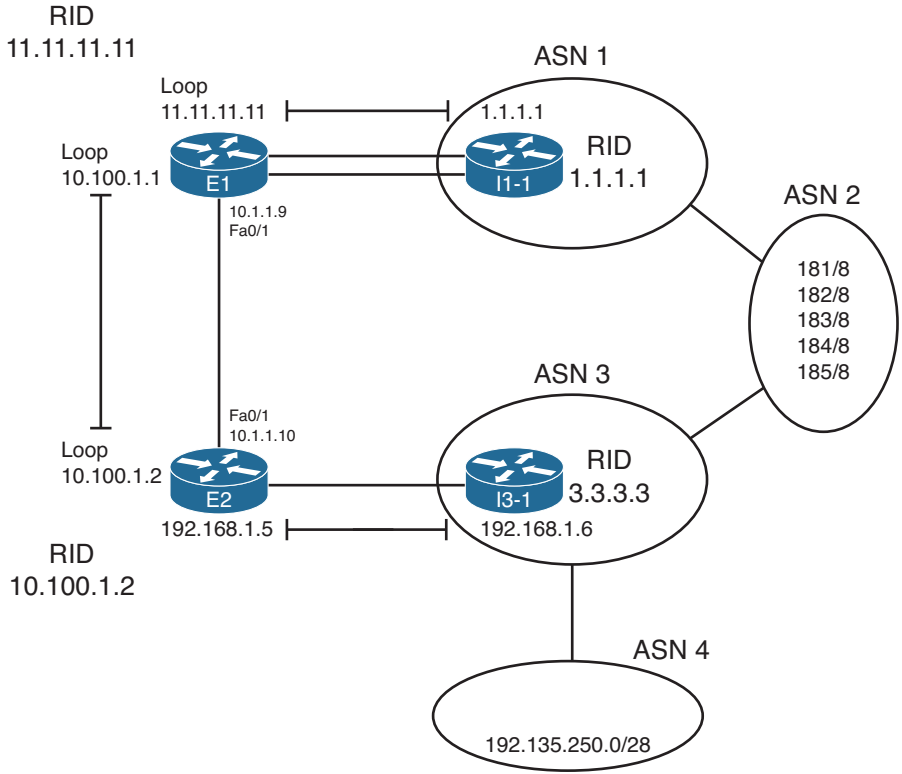 RID
11.11.11.11
ASN 1
Loop
11.11.11.11
1.1.1.1
Loop
10.100.1.1
E1
I1-1
RID
1.1.1.1
10.1.1.9
Fa0/1
ASN 2
181/8
182/8
183/8
184/8
185/8
ASN 3
Fa0/1
10.1.1.10
Loop
10.100.1.2
E2
I3-1
RID
3.3.3.3
192.168.1.5
192.168.1.6
RID
10.100.1.2
ASN 4
192.135.250.0/28